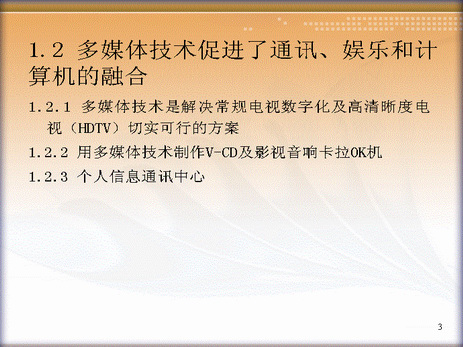 1.2 多媒体技术促进了通讯、娱乐和计
算机的融合
1.2.1 多媒体技术是解决常规电视数字化及高清晰度电
视（HDTV）切实可行的方案
1.2.2 用多媒体技术制作V-CD及影视音响卡拉OK机
1.2.3 个人信息通讯中心
3